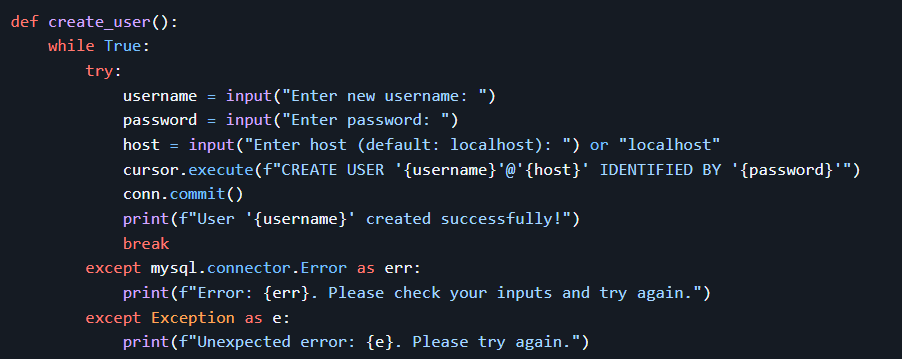 def create_user():
    while True:
        try:
            username = input("Enter new username: ")
            password = input("Enter password: ")
            host = input("Enter host (default: localhost): ") or "localhost"
            cursor.execute(f"CREATE USER '{username}'@'{host}' IDENTIFIED BY '{password}'")
            conn.commit()
            print(f"User '{username}' created successfully!")
            break
        except mysql.connector.Error as err:
            print(f"Error: {err}. Please check your inputs and try again.")
        except Exception as e:
            print(f"Unexpected error: {e}. Please try again.")